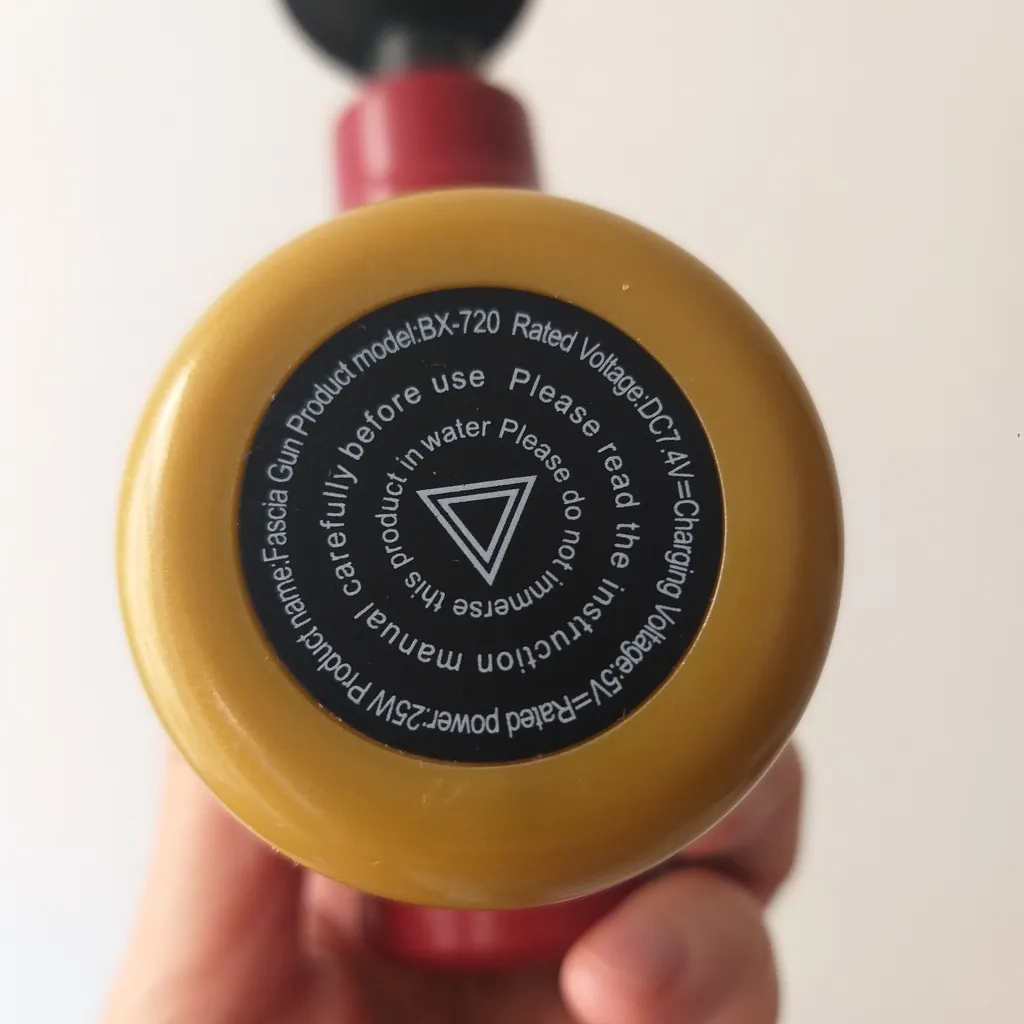 Product name:Fascia Gun Product model:BX-720 Rated Voltage:DC7.4V=Charging Voltage:5V=Rated power:25W
Please read the instruction manual carefully before use
Please do not immerse this product in water